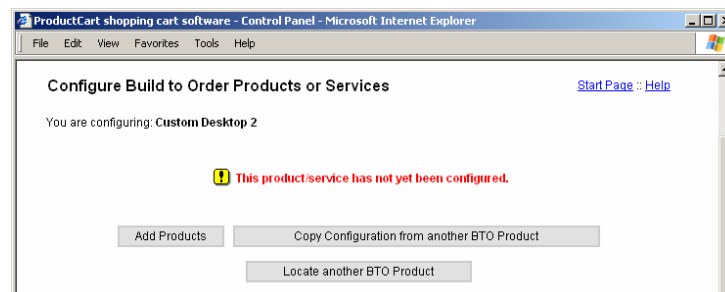 ProductCart shopping cart software - Control Panel - Microsoft Internet Explorer
File Edit View Favorites Tools Help
Configure Build to Order Products or Services
Start Page :: Help
You are configuring: Custom Desktop 2
This product/service has not yet been configured.
Add Products
Copy Configuration from another BTO Product
Locate another BTO Product